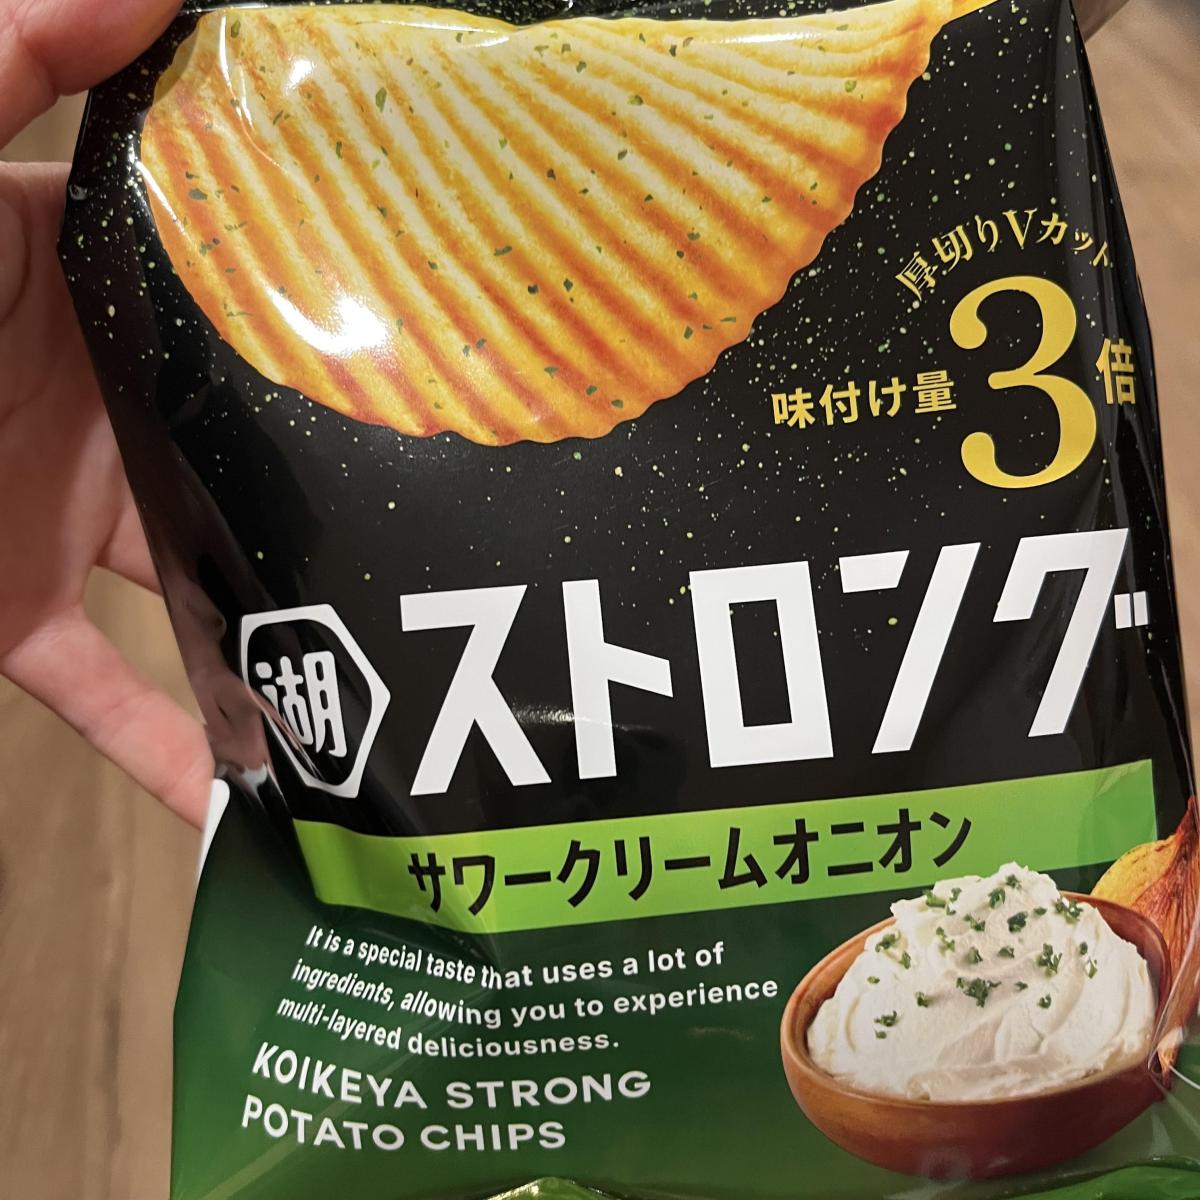 厚切りVカット
味付け量3倍
湖
ストロング
サワークリームオニオン
It is a special taste that uses a lot of
ingredients, allowing you to experience
multi-layered deliciousness.
KOIKEYA STRONG
POTATO CHIPS